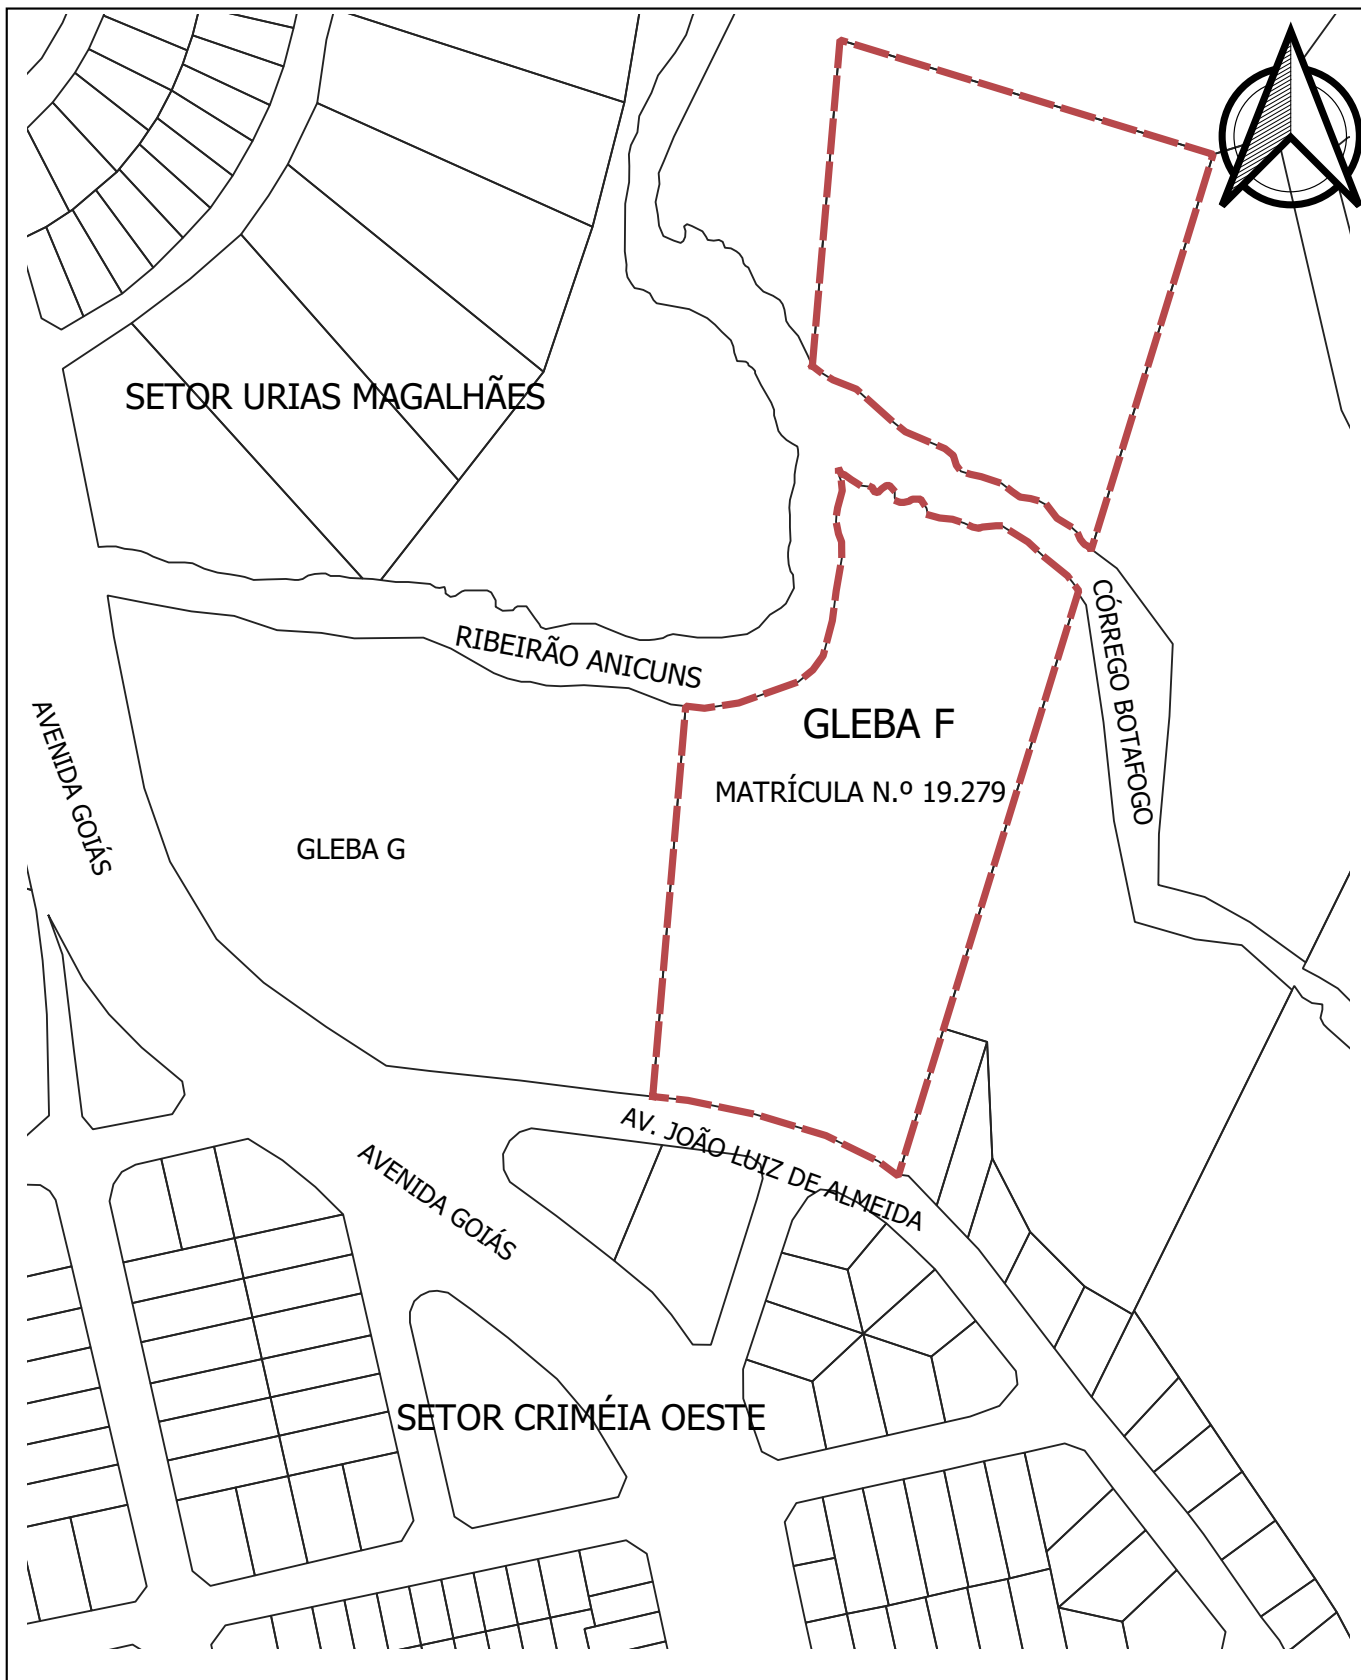 SETOR URIAS MAGALHÃES
RIBEIRÃO ANICUNS
CÓRREGO BOTAFOGO
GLEBA F
MATRÍCULA N.º 19.279
AVENIDA GOIÁS
GLEBA G
AV. JOÃO LUIZ DE ALMEIDA
AVENIDA GOIÁS
SETOR CRIMÉIA OESTE